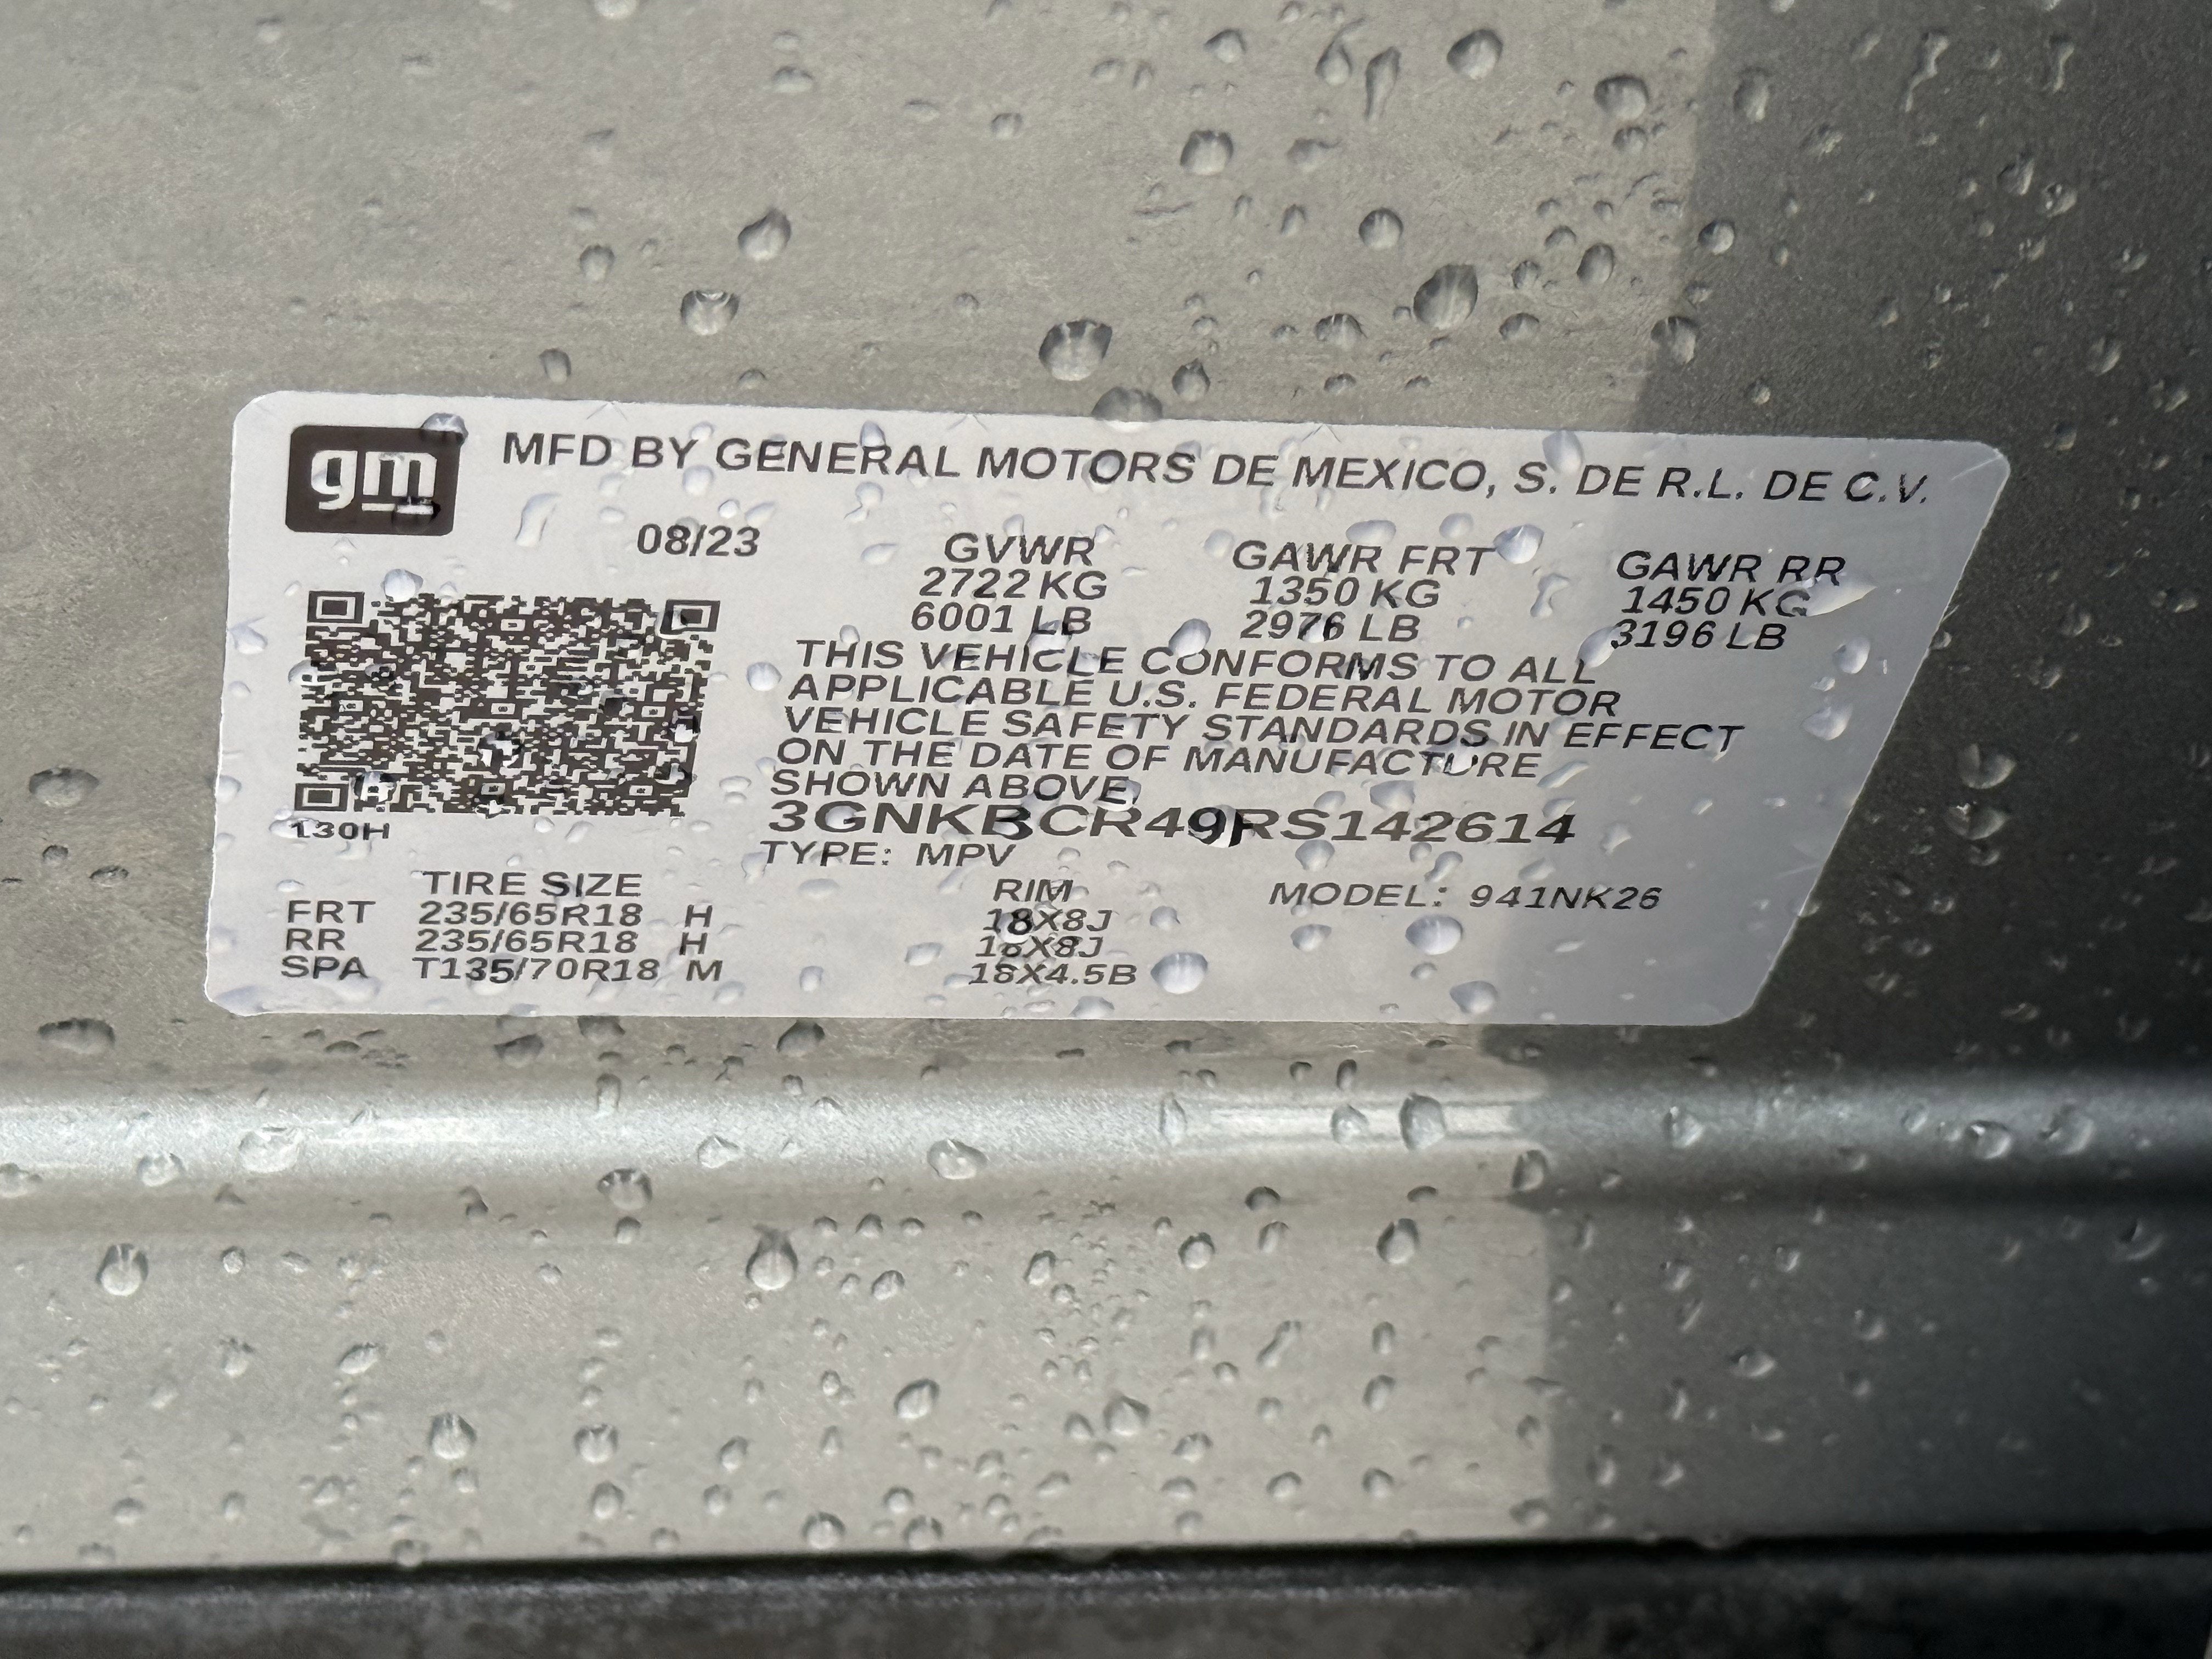 gm
MFD BY GENERAL MOTORS DE MEXICO, S. DE R.L. DE C.V.
08/23 GVWR GAWR FRT GAWR RR
2722 KG 1350 KG 1450 KG
6001 LB 2976 LB 3196 LB
THIS VEHICLE CONFORMS TO ALL
APPLICABLE U.S. FEDERAL MOTOR
VEHICLE SAFETY STANDARDS IN EFFECT
ON THE DATE OF MANUFACTURE
SHOWN ABOVE.
3GNKBCR49RS142614
130H
TYPE: MPV
TIRE SIZE RIM MODEL: 941NK26
FRT 235/65R18 H 18X8J
RR 235/65R18 H 18X8J
SPA T135/70R18 M 18X4.5B